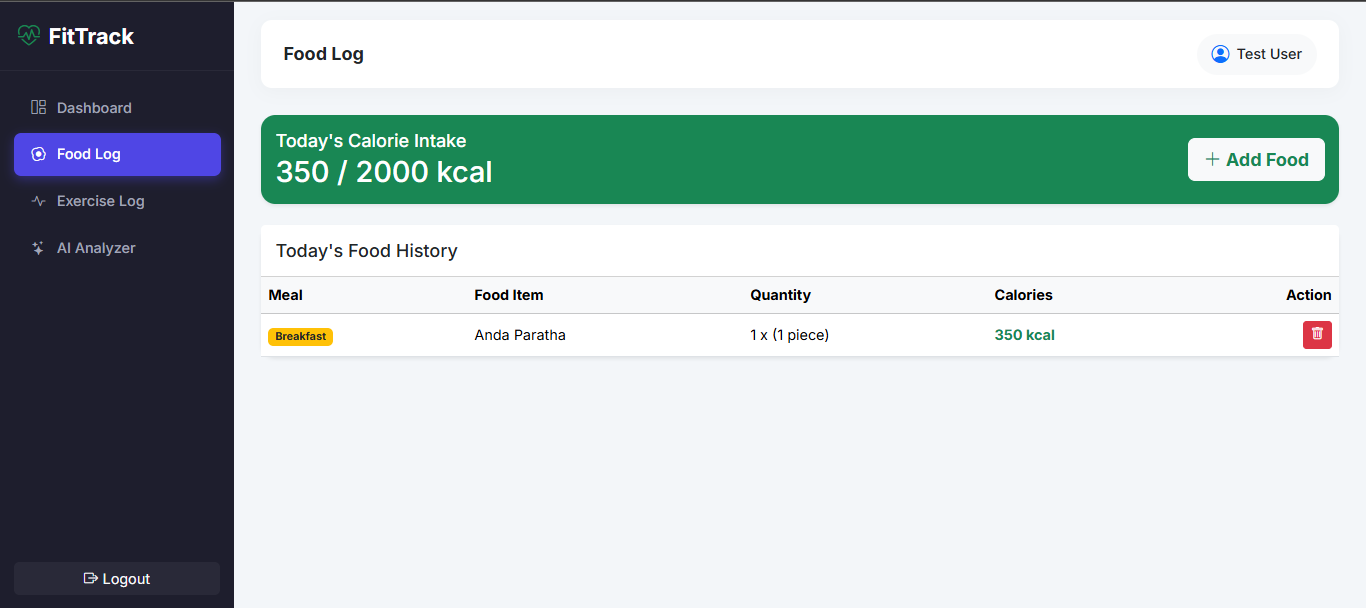 FitTrack
Dashboard
Food Log
Exercise Log
AI Analyzer
Logout
Food Log
Test User
Today's Calorie Intake
350 / 2000 kcal
+ Add Food
Today's Food History
Meal Food Item Quantity Calories Action
Breakfast Anda Paratha 1 x (1 piece) 350 kcal